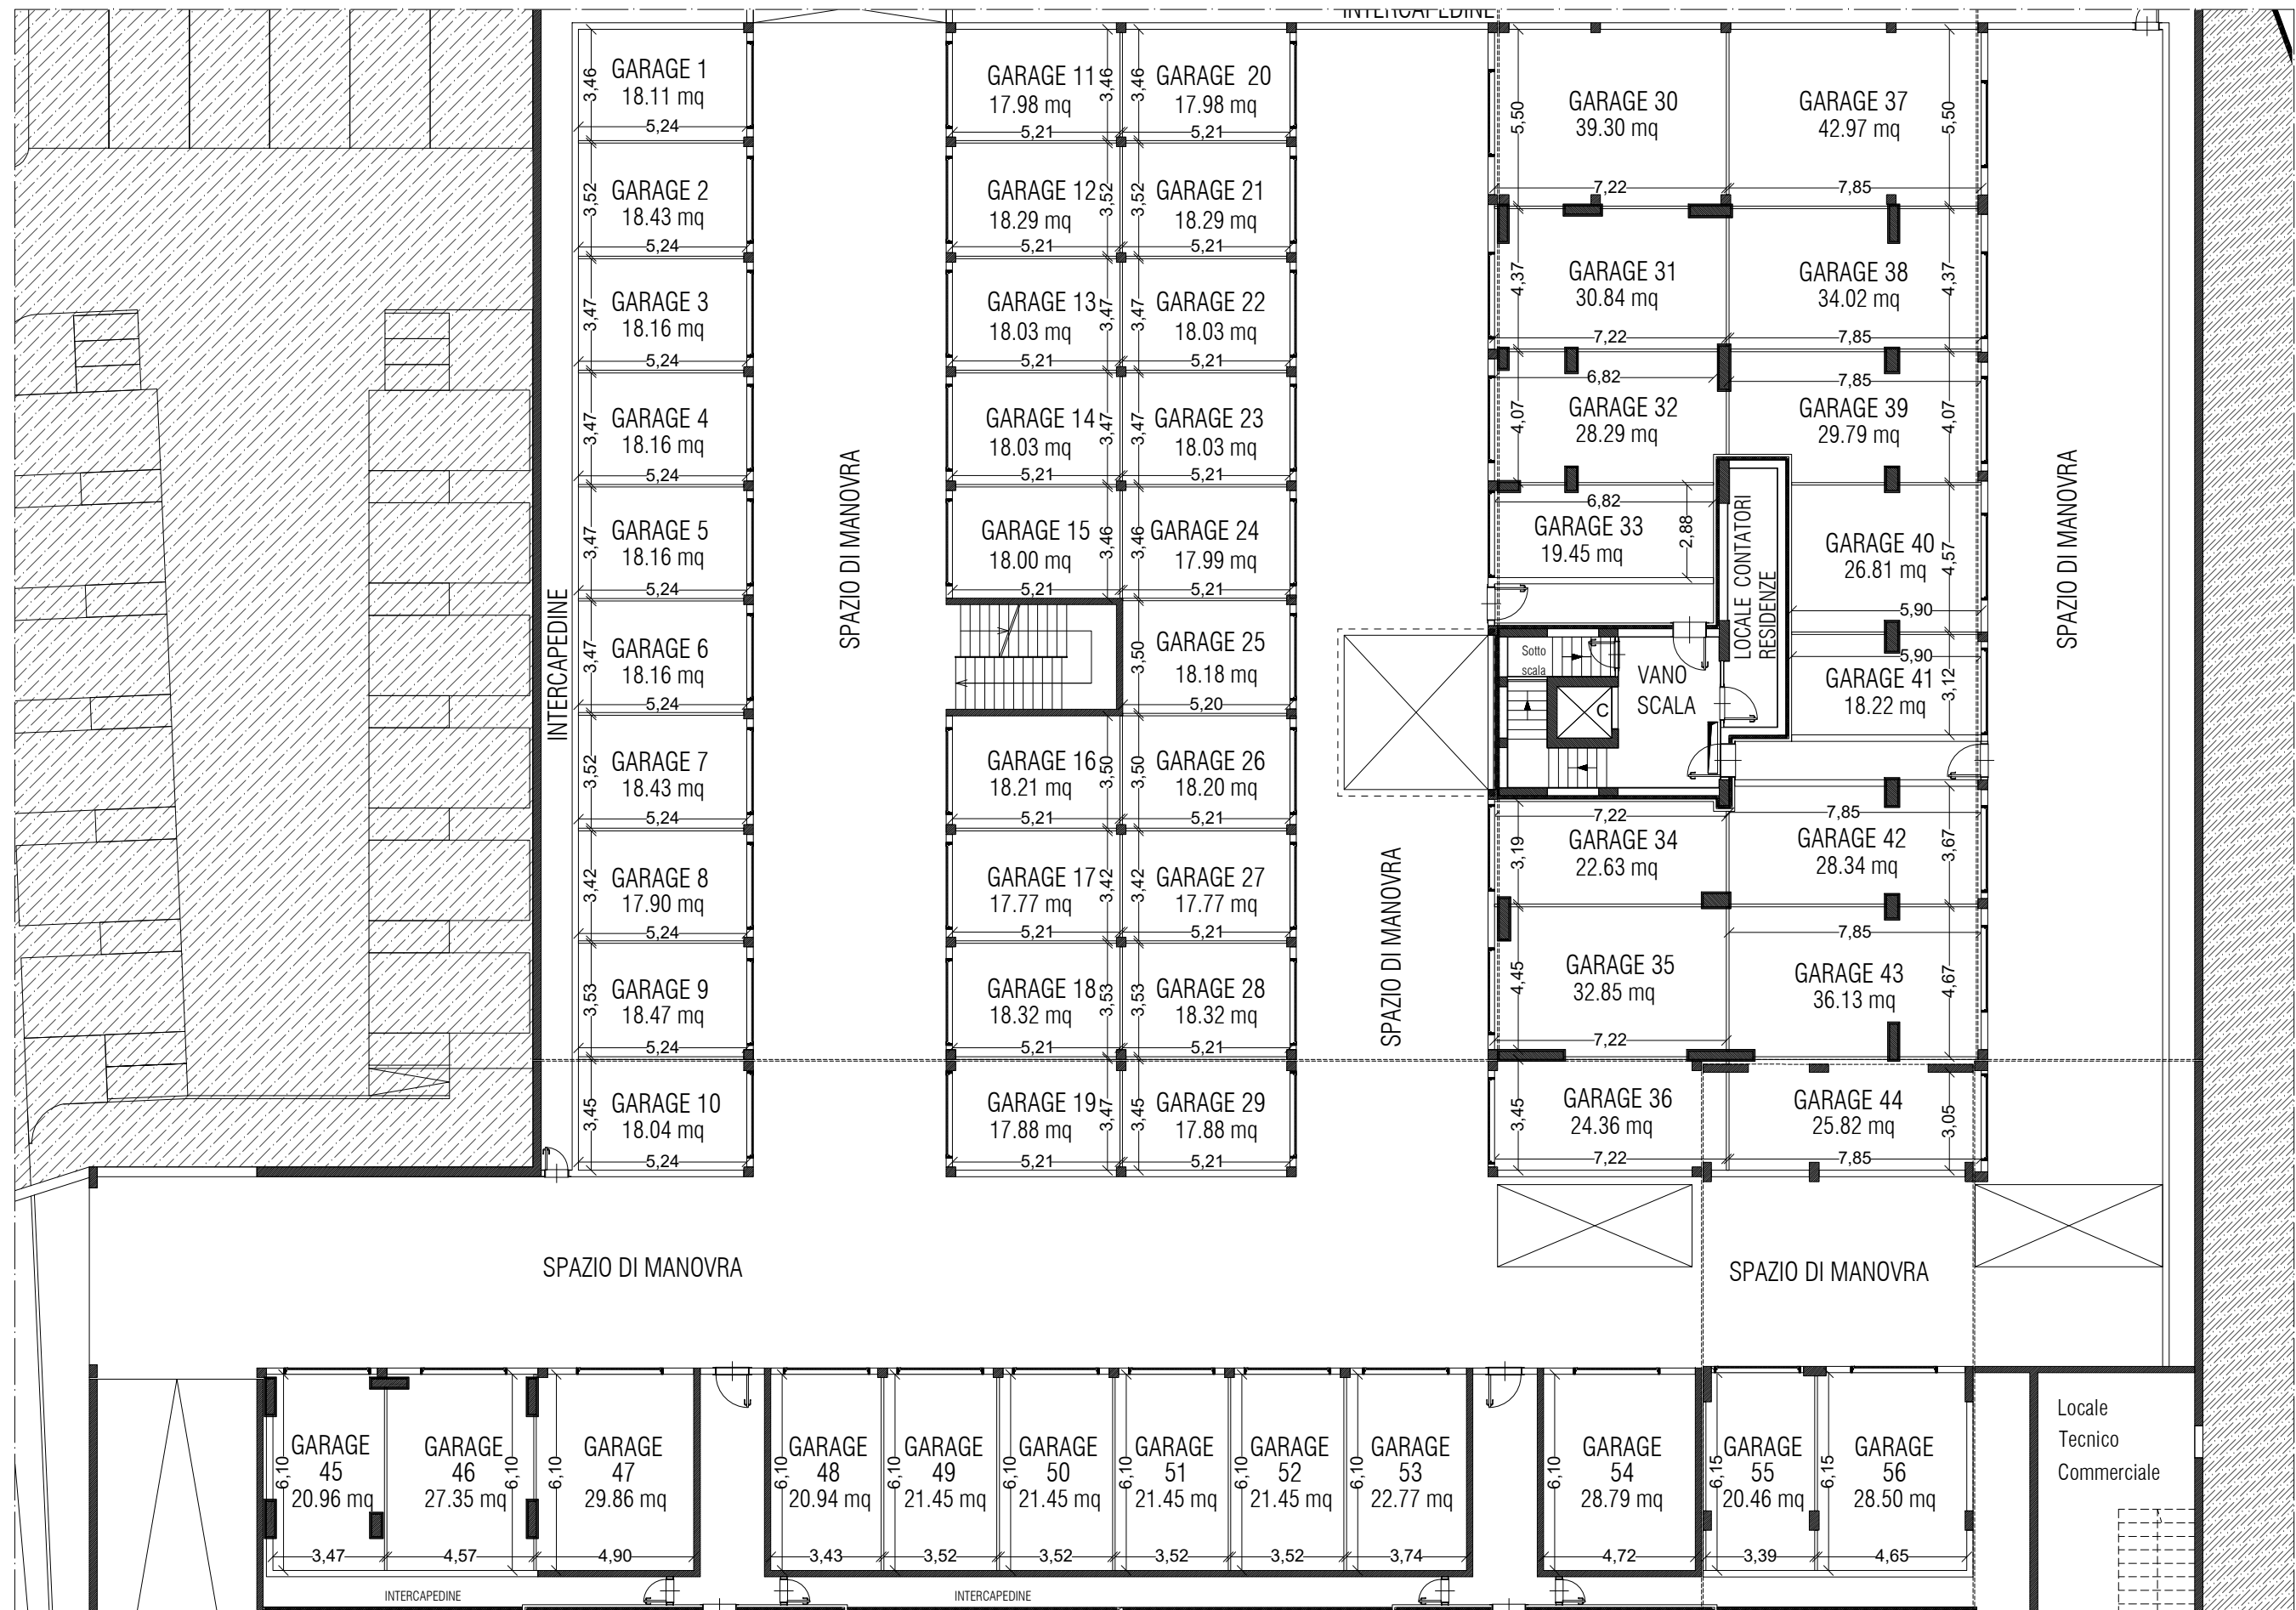 INTERCAPEDINE
GARAGE 1
18.11 mq
3,46
5,24
GARAGE 2
18.43 mq
3,52
5,24
GARAGE 3
18.16 mq
3,47
5,24
GARAGE 4
18.16 mq
3,47
5,24
GARAGE 5
18.16 mq
3,47
5,24
GARAGE 6
18.16 mq
3,47
5,24
GARAGE 7
18.43 mq
3,52
5,24
GARAGE 8
17.90 mq
3,42
5,24
GARAGE 9
18.47 mq
3,53
5,24
GARAGE 10
18.04 mq
3,45
5,24
INTERCAPEDINE
SPAZIO DI MANOVRA
GARAGE 11
17.98 mq
3,46
5,21
GARAGE 12
18.29 mq
3,52
5,21
GARAGE 13
18.03 mq
3,47
5,21
GARAGE 14
18.03 mq
3,47
5,21
GARAGE 15
18.00 mq
3,46
5,21
GARAGE 16
18.21 mq
3,50
5,21
GARAGE 17
17.77 mq
3,42
5,21
GARAGE 18
18.32 mq
3,53
5,21
GARAGE 19
17.88 mq
3,47
5,21
GARAGE 20
17.98 mq
3,46
5,21
GARAGE 21
18.29 mq
3,52
5,21
GARAGE 22
18.03 mq
3,47
5,21
GARAGE 23
18.03 mq
3,47
5,21
GARAGE 24
17.99 mq
3,46
5,21
GARAGE 25
18.18 mq
3,50
5,20
GARAGE 26
18.20 mq
3,50
5,21
GARAGE 27
17.77 mq
3,42
5,21
GARAGE 28
18.32 mq
3,53
5,21
GARAGE 29
17.88 mq
3,45
5,21
SPAZIO DI MANOVRA
GARAGE 30
39.30 mq
5,50
7,22
GARAGE 31
30.84 mq
4,37
7,22
6,82
GARAGE 32
28.29 mq
4,07
6,82
GARAGE 33
19.45 mq
2,88
Sotto
scala
VANO
SCALA
C
LOCALE CONTATORI
RESIDENZE
7,22
GARAGE 34
22.63 mq
3,19
GARAGE 35
32.85 mq
4,45
7,22
GARAGE 36
24.36 mq
3,45
7,22
GARAGE 37
42.97 mq
5,50
7,85
GARAGE 38
34.02 mq
4,37
7,85
7,85
GARAGE 39
29.79 mq
4,07
GARAGE 40
26.81 mq
4,57
5,90
5,90
GARAGE 41
18.22 mq
3,12
7,85
GARAGE 42
28.34 mq
3,67
7,85
GARAGE 43
36.13 mq
4,67
GARAGE 44
25.82 mq
3,05
7,85
SPAZIO DI MANOVRA
SPAZIO DI MANOVRA
SPAZIO DI MANOVRA
GARAGE
45
20.96 mq
6,10
3,47
GARAGE
46
27.35 mq
6,10
4,57
GARAGE
47
29.86 mq
6,10
4,90
GARAGE
48
20.94 mq
6,10
3,43
GARAGE
49
21.45 mq
6,10
3,52
GARAGE
50
21.45 mq
6,10
3,52
GARAGE
51
21.45 mq
6,10
3,52
GARAGE
52
21.45 mq
6,10
3,52
GARAGE
53
22.77 mq
6,10
3,74
GARAGE
54
28.79 mq
6,10
4,72
GARAGE
55
20.46 mq
6,15
3,39
GARAGE
56
28.50 mq
6,15
4,65
Locale
Tecnico
Commerciale
INTERCAPEDINE
INTERCAPEDINE